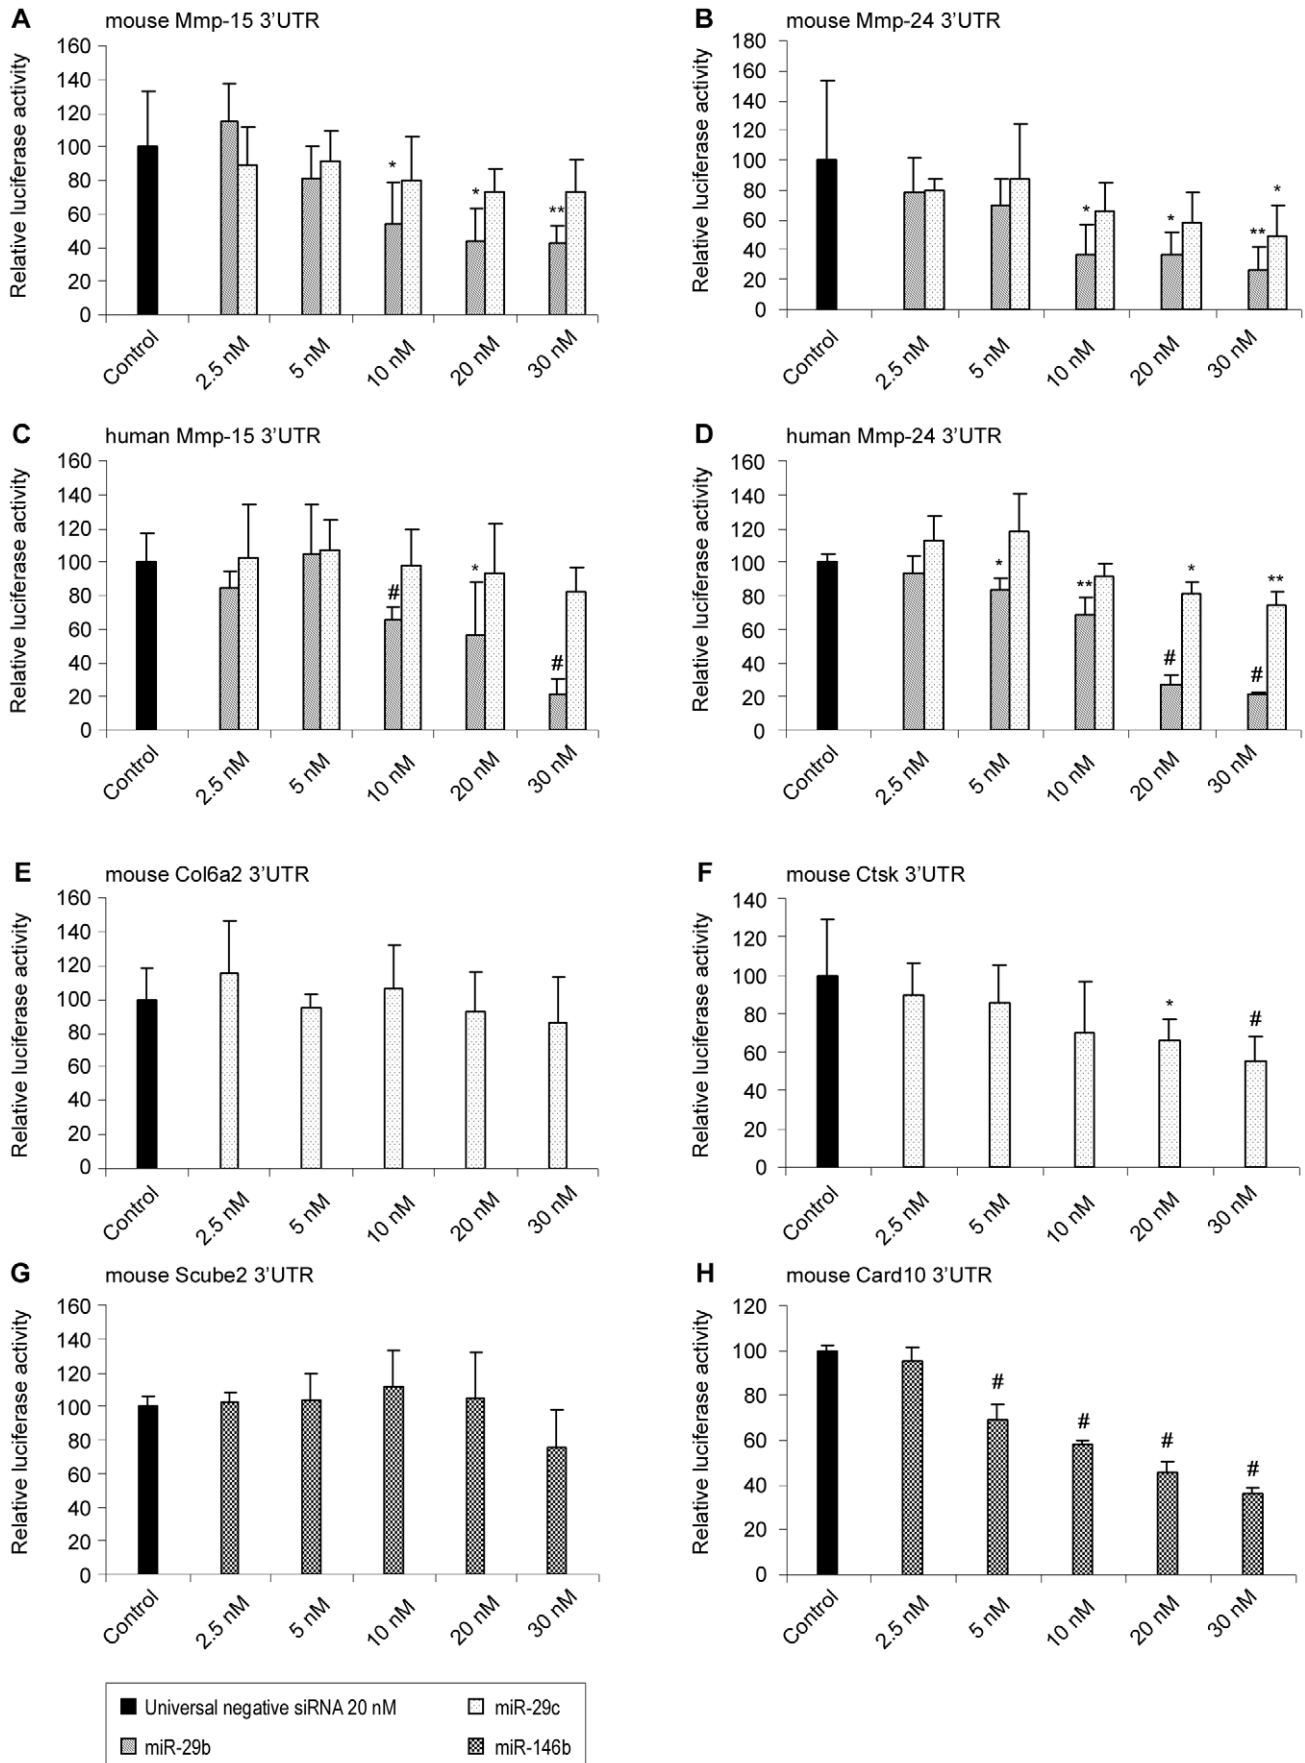 A mouse Mmp-15 3'UTR
Relative luciferase activity
160
140
120
100
80
60
40
20
0
* * **
Control 2.5 nM 5 nM 10 nM 20 nM 30 nM
B mouse Mmp-24 3'UTR
Relative luciferase activity
180
160
140
120
100
80
60
40
20
0
* * ** *
Control 2.5 nM 5 nM 10 nM 20 nM 30 nM
C human Mmp-15 3'UTR
Relative luciferase activity
160
140
120
100
80
60
40
20
0
# * #
Control 2.5 nM 5 nM 10 nM 20 nM 30 nM
D human Mmp-24 3'UTR
Relative luciferase activity
160
140
120
100
80
60
40
20
0
* ** # * # **
Control 2.5 nM 5 nM 10 nM 20 nM 30 nM
E mouse Col6a2 3'UTR
Relative luciferase activity
160
140
120
100
80
60
40
20
0
Control 2.5 nM 5 nM 10 nM 20 nM 30 nM
F mouse Ctsk 3'UTR
Relative luciferase activity
140
120
100
80
60
40
20
0
* #
Control 2.5 nM 5 nM 10 nM 20 nM 30 nM
G mouse Scube2 3'UTR
Relative luciferase activity
160
140
120
100
80
60
40
20
0
Control 2.5 nM 5 nM 10 nM 20 nM 30 nM
H mouse Card10 3'UTR
Relative luciferase activity
120
100
80
60
40
20
0
# # # #
Control 2.5 nM 5 nM 10 nM 20 nM 30 nM
Universal negative siRNA 20 nM miR-29c
miR-29b miR-146b